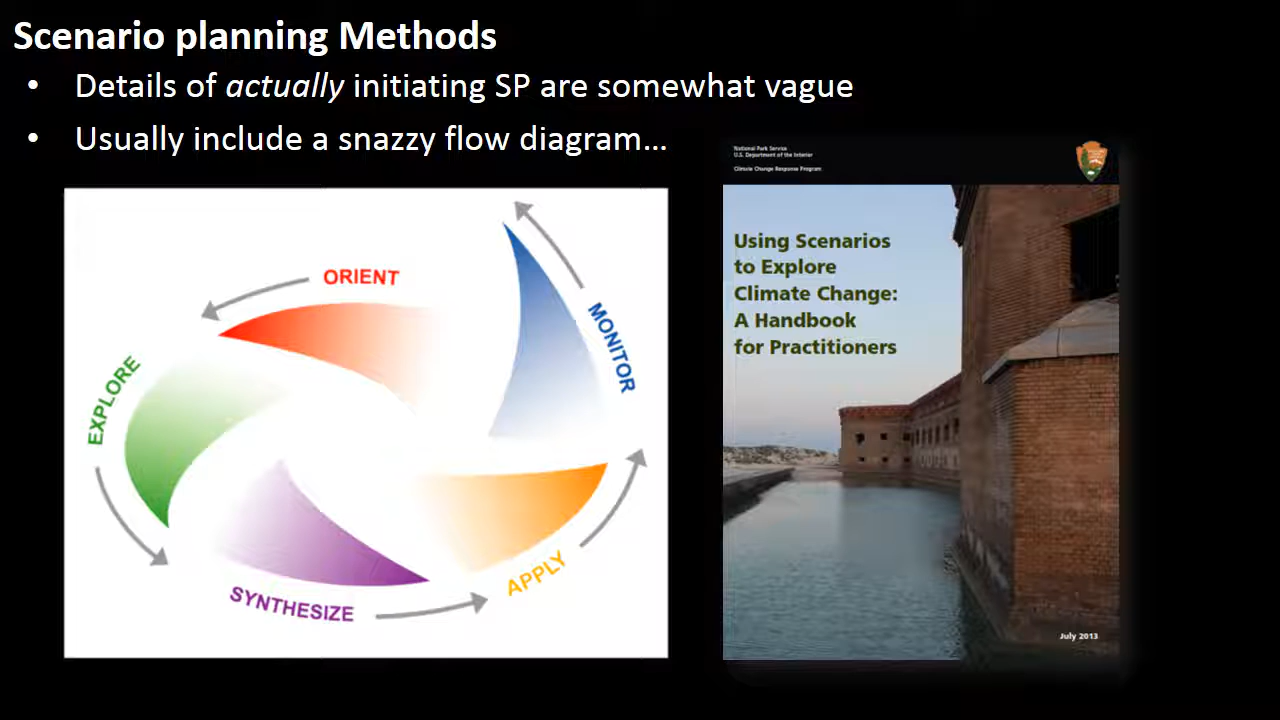 Scenario planning Methods
• Details of actually initiating SP are somewhat vague
• Usually include a snazzy flow diagram…
ORIENT
MONITOR
EXPLORE
SYNTHESIZE
APPLY
National Park Service
U.S. Department of the Interior
Climate Change Response Program
Using Scenarios
to Explore
Climate Change:
A Handbook
for Practitioners
July 2013